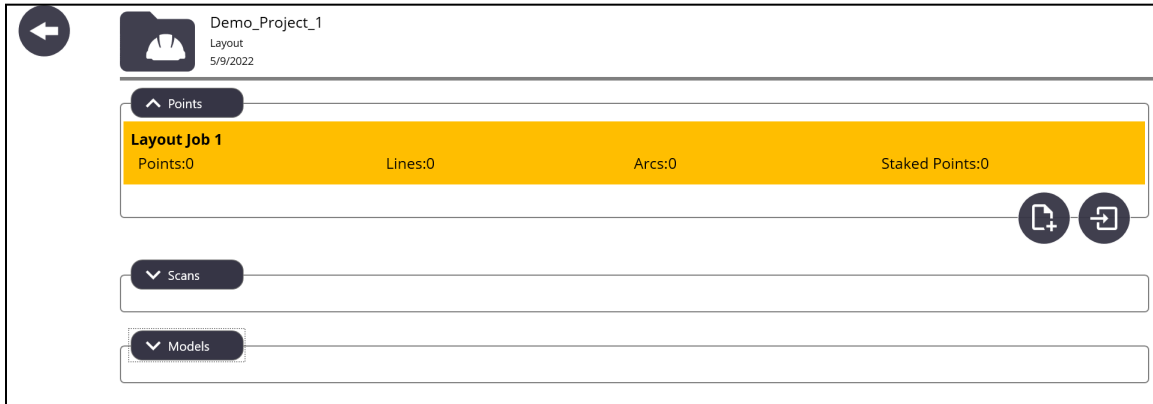 Demo_Project_1
Layout
5/9/2022
Points
Layout Job 1
Points:0 Lines:0 Arcs:0 Staked Points:0
Scans
Models